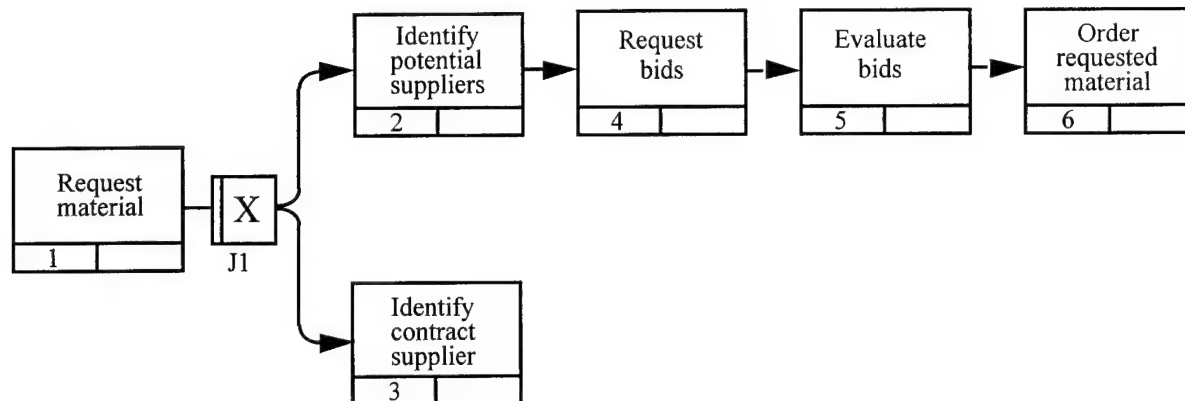 Identify
potential
suppliers
2
Request
bids
4
Evaluate
bids
5
Order
requested
material
6
Request
material
1
X
J1
Identify
contract
supplier
3